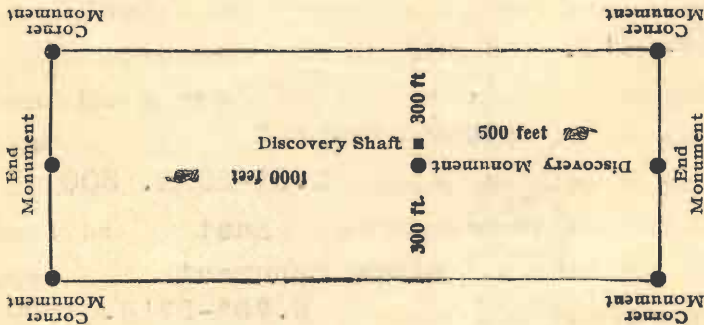 Corner
Monument
Corner
Monument
300 ft
500 feet
Discovery Shaft
End
Monument
Discovery Monument
End
Monument
1000 feet
300 ft.
Corner
Monument
Corner
Monument